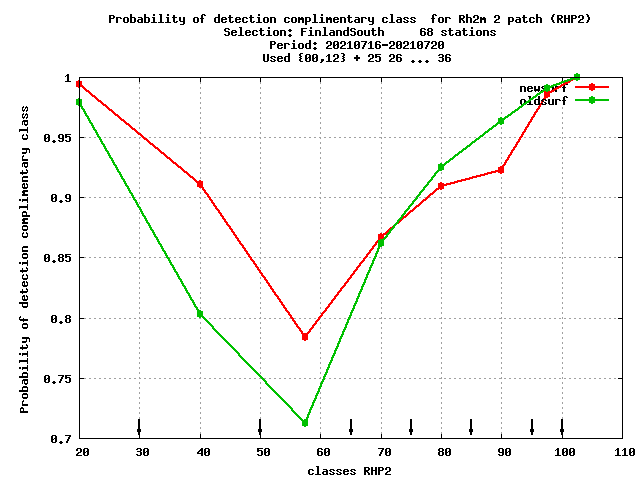 Probability of detection complimentary class  for Rh2m 2 patch (RHP2)
Selection: FinlandSouth     68 stations
Period: 20210716-20210720
Used {00,12} + 25 26 ... 36
newsurf
oldsurf
Probability of detection complimentary class
1
0.95
0.9
0.85
0.8
0.75
0.7
20 30 40 50 60 70 80 90 100 110
classes RHP2